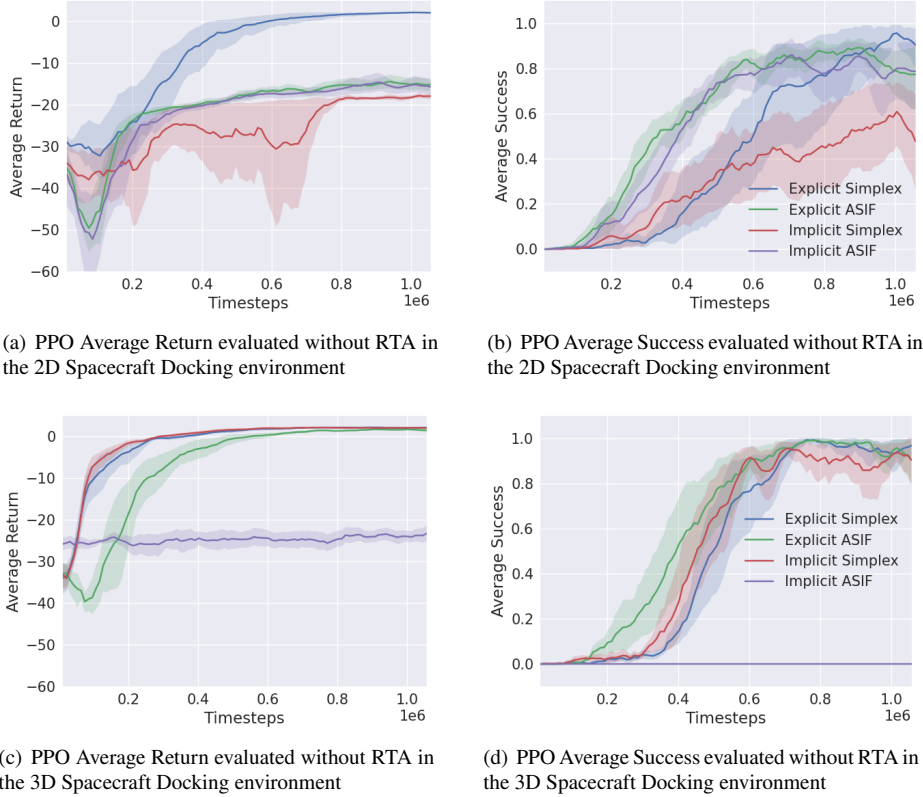 0
−10
−20
−30
−40
−50
−60
Average Return
0.2
0.4
0.6
0.8
1.0
1e6
Timesteps
1.0
0.8
0.6
0.4
0.2
0.0
Average Success
Explicit Simplex
Explicit ASIF
Implicit Simplex
Implicit ASIF
0.2
0.4
0.6
0.8
1.0
1e6
Timesteps
(a) PPO Average Return evaluated without RTA in
the 2D Spacecraft Docking environment
(b) PPO Average Success evaluated without RTA in
the 2D Spacecraft Docking environment
0
−10
−20
−30
−40
−50
−60
Average Return
0.2
0.4
0.6
0.8
1.0
1e6
Timesteps
1.0
0.8
0.6
0.4
0.2
0.0
Average Success
Explicit Simplex
Explicit ASIF
Implicit Simplex
Implicit ASIF
0.2
0.4
0.6
0.8
1.0
1e6
Timesteps
(c) PPO Average Return evaluated without RTA in
the 3D Spacecraft Docking environment
(d) PPO Average Success evaluated without RTA in
the 3D Spacecraft Docking environment